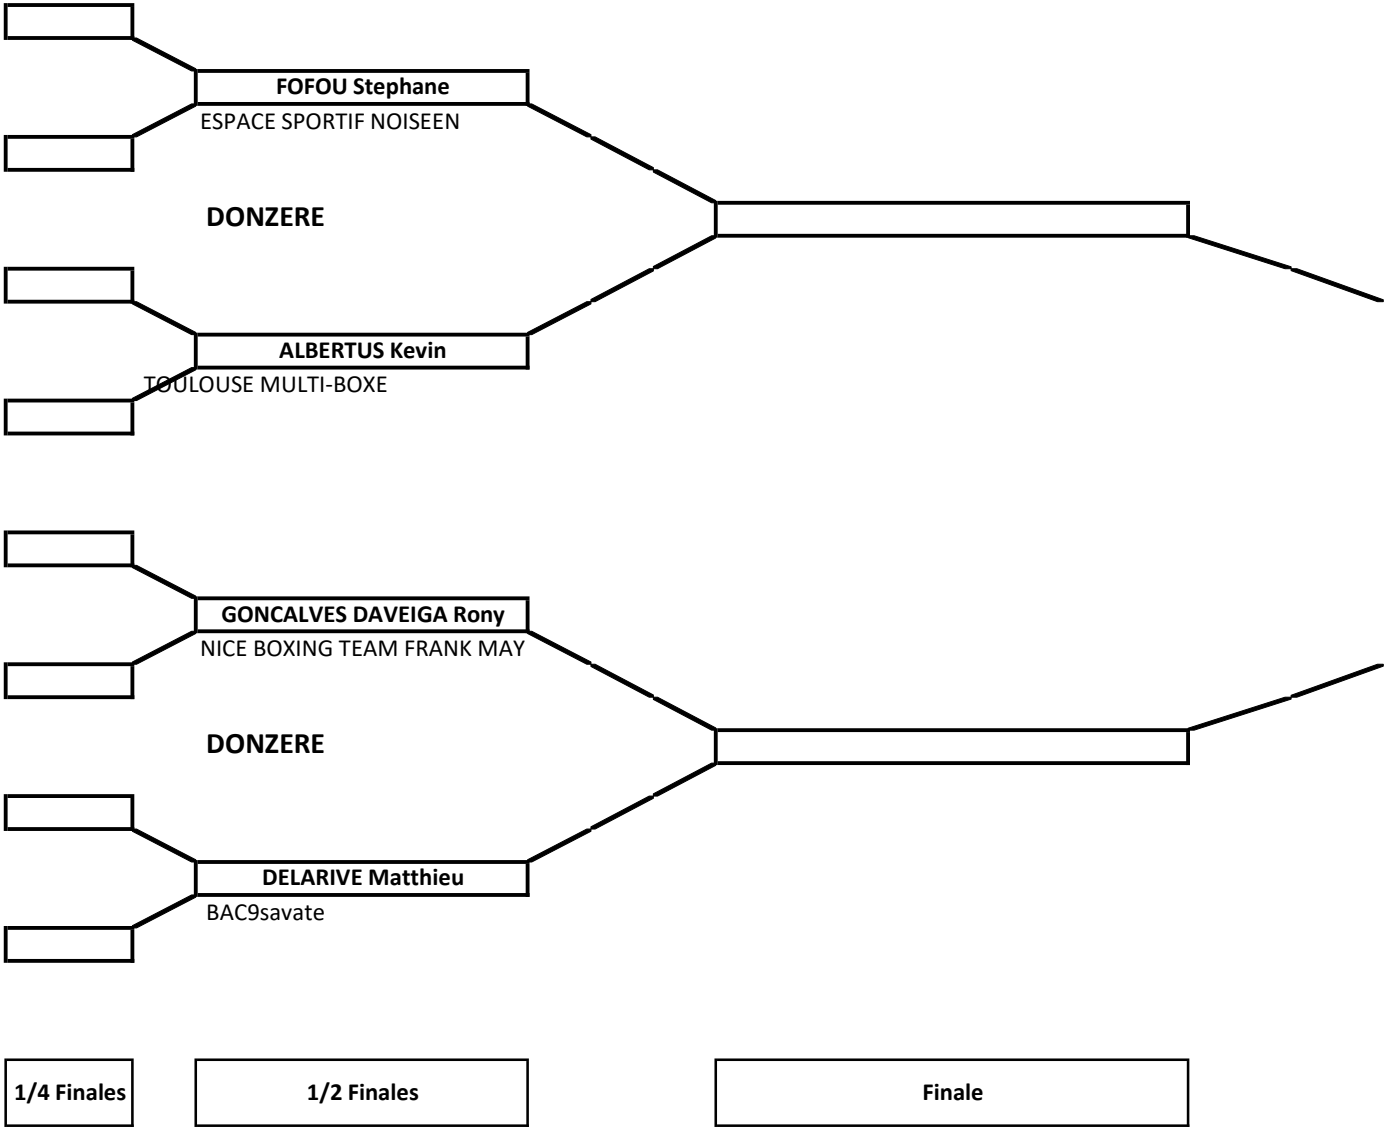 FOFOU Stephane
ESPACE SPORTIF NOISEEN
DONZERE
ALBERTUS Kevin
TOULOUSE MULTI-BOXE
GONCALVES DAVEIGA Rony
NICE BOXING TEAM FRANK MAY
DONZERE
DELARIVE Matthieu
BAC9savate
1/4 Finales
1/2 Finales
Finale